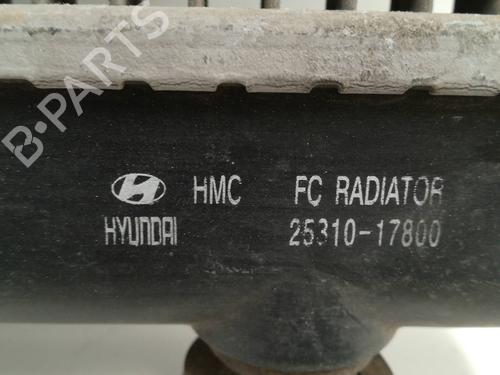 B-PARTS
HMC FC RADIATOR
HYUNDAI 25310-17800